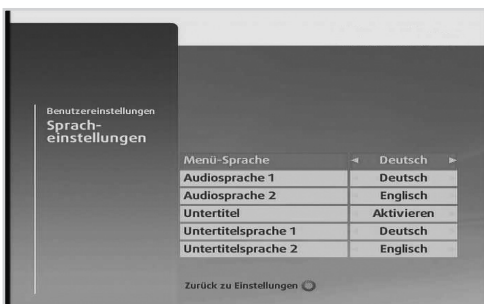 Benutzereinstellungen
Sprach-
einstellungen
Menü-Sprache Deutsch
Audiosprache 1 Deutsch
Audiosprache 2 Englisch
Untertitel Aktivieren
Untertitelsprache 1 Deutsch
Untertitelsprache 2 Englisch
Zurück zu Einstellungen